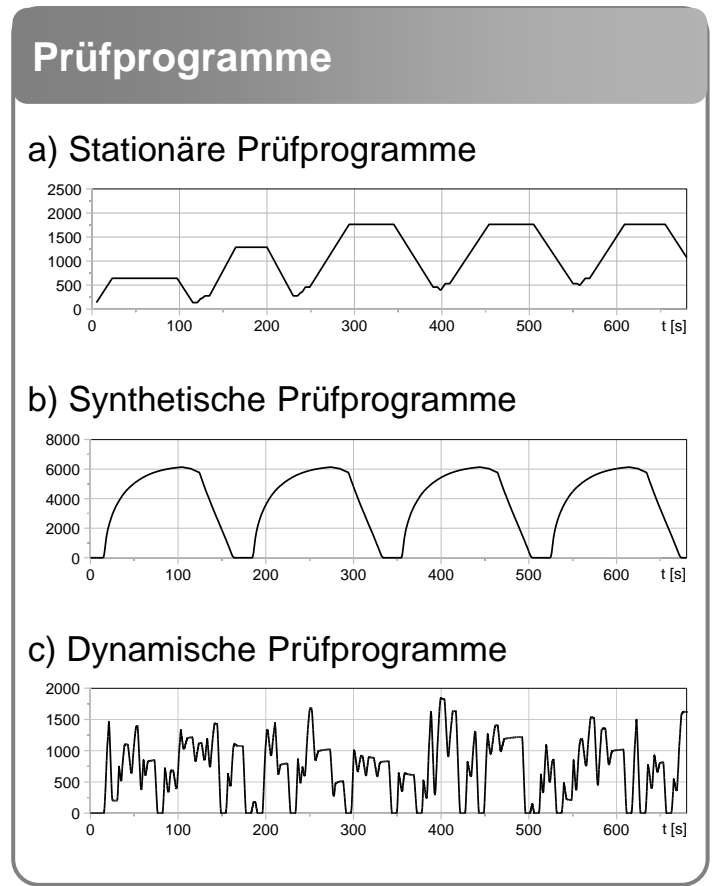 Prüfprogramme
a) Stationäre Prüfprogramme
2500
2000
1500
1000
500
0
0 100 200 300 400 500 600 t [s]
b) Synthetische Prüfprogramme
8000
6000
4000
2000
0
0 100 200 300 400 500 600 t [s]
c) Dynamische Prüfprogramme
2000
1500
1000
500
0
0 100 200 300 400 500 600 t [s]